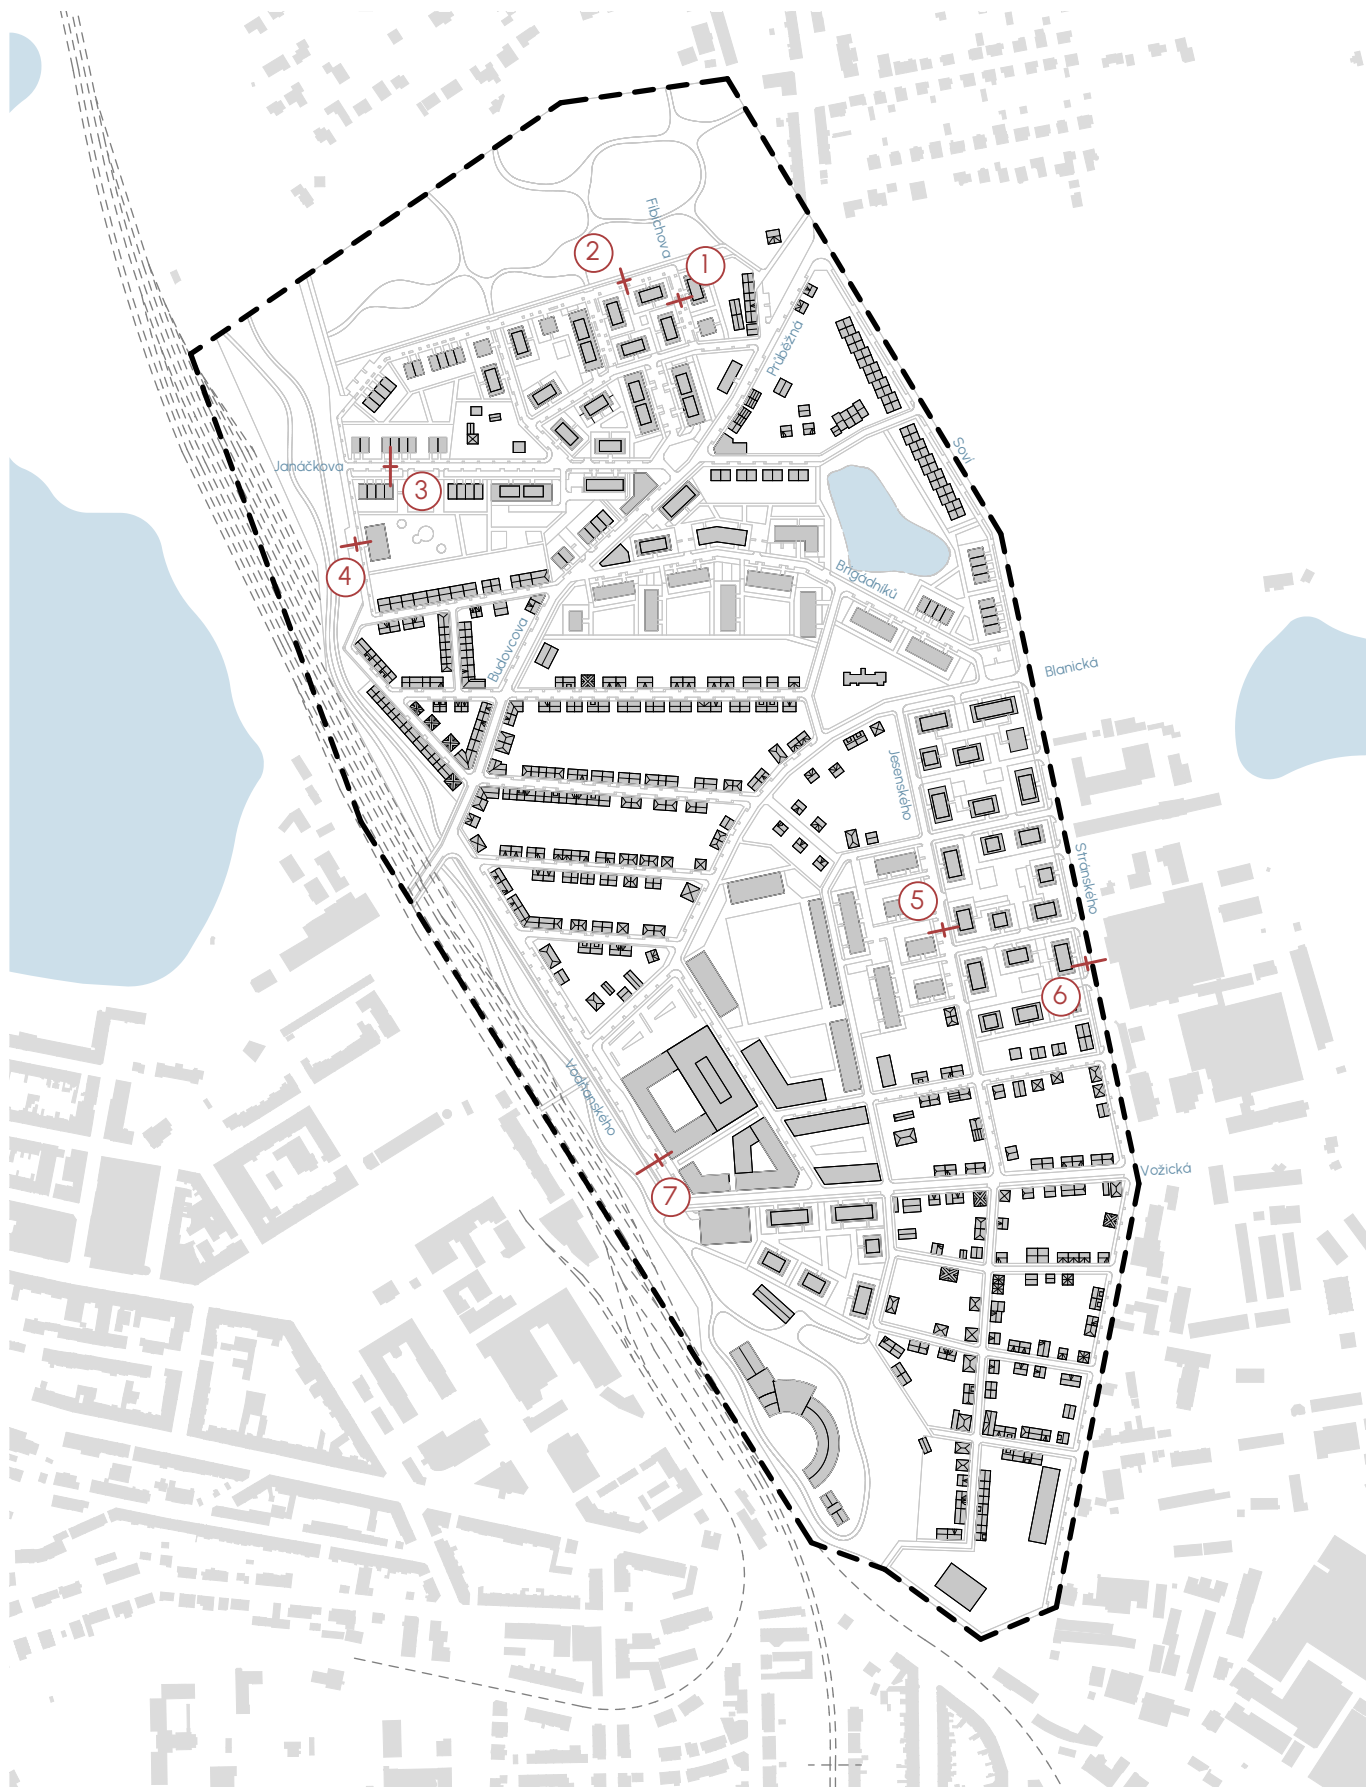 Fibichova
2
1
Průběžná
Soví
Janáčkova
3
4
Brigádníků
Budovcova
Blanická
Jesenského
Stránského
5
6
Vodňanského
Vožická
7